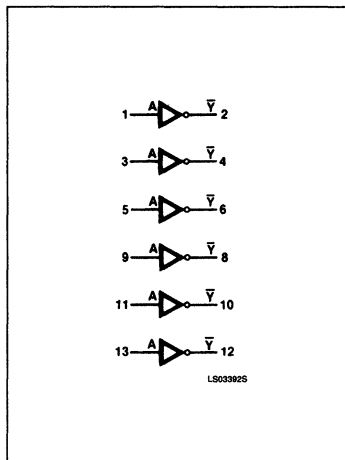 1 A Y̅ 2
3 A Y̅ 4
5 A Y̅ 6
9 A Y̅ 8
11 A Y̅ 10
13 A Y̅ 12
LS03392S